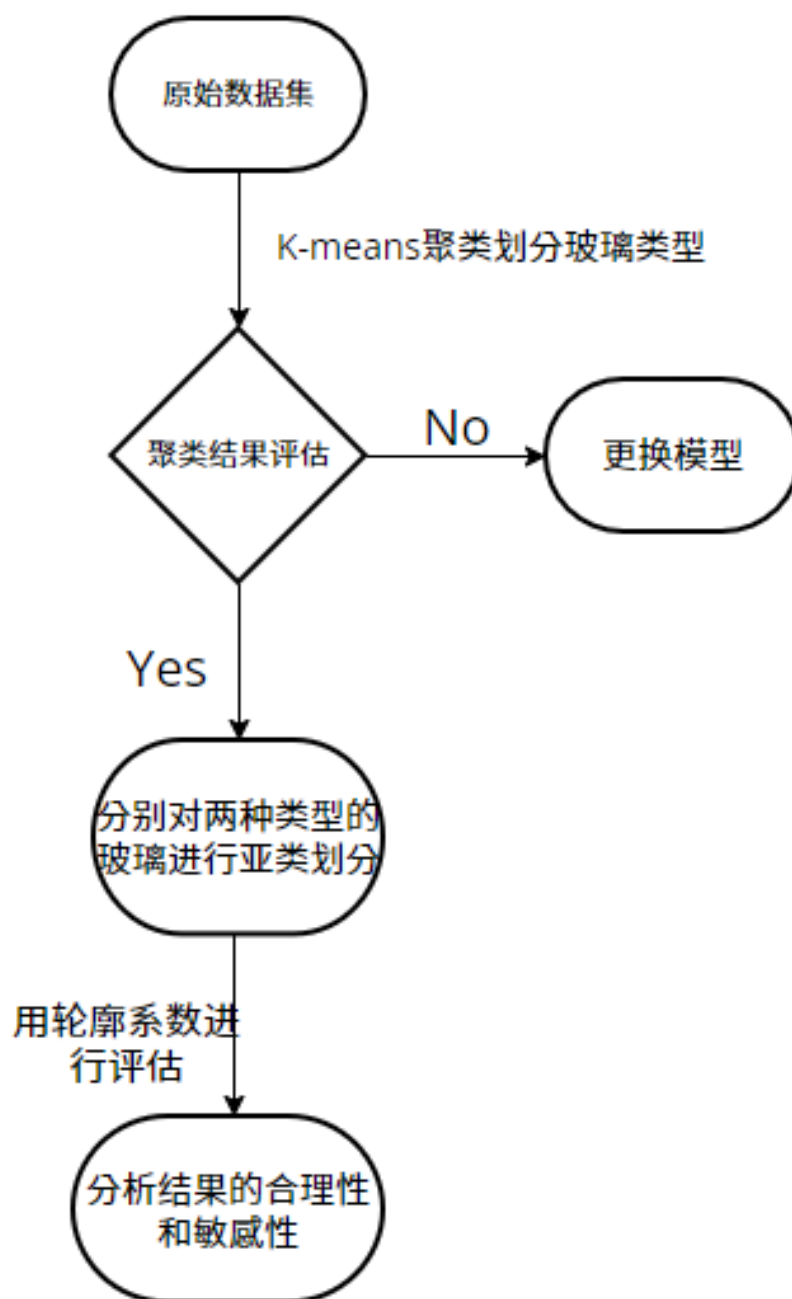 原始数据集
K-means聚类划分玻璃类型
聚类结果评估
No
更换模型
Yes
分别对两种类型的
玻璃进行亚类划分
用轮廓系数进
行评估
分析结果的合理性
和敏感性